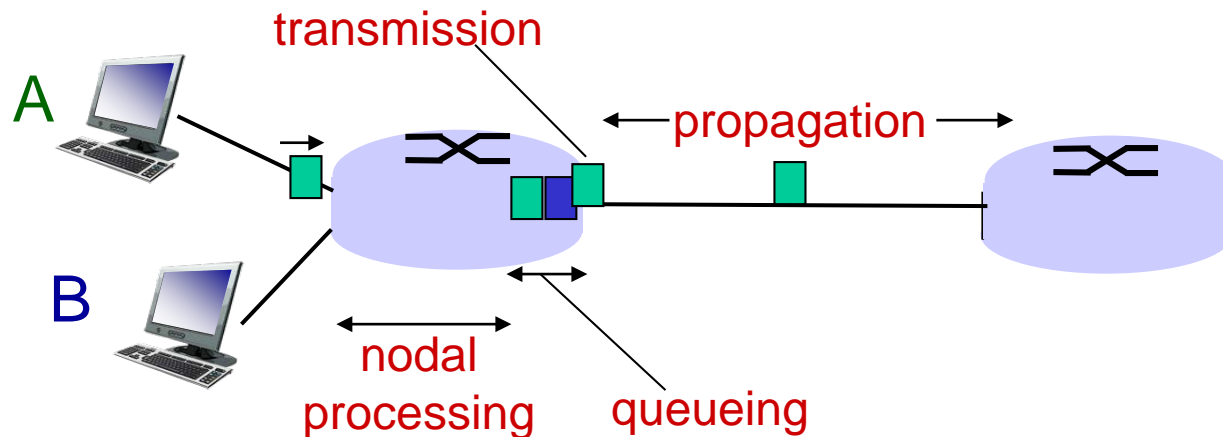 transmission
A
propagation
B
nodal
processing
queueing